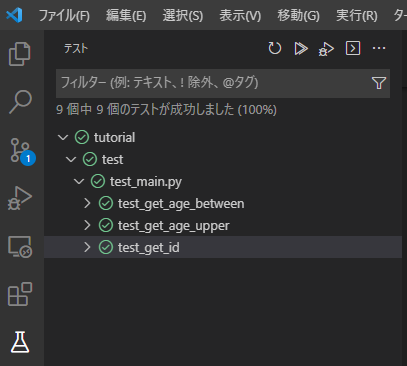 ファイル(F) 編集(E) 選択(S) 表示(V) 移動(G) 実行(R) ター
テスト
フィルター (例: テキスト、! 除外、@タグ)
9 個中 9 個のテストが成功しました (100%)
1
tutorial
test
test_main.py
test_get_age_between
test_get_age_upper
test_get_id